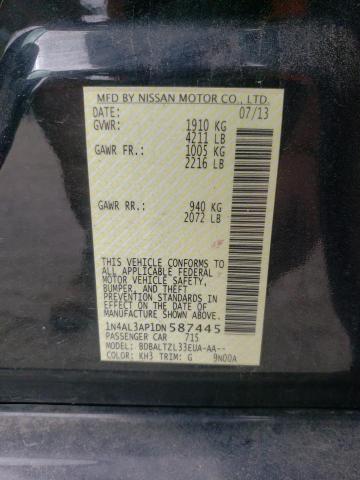 MFD BY NISSAN MOTOR CO., LTD.
DATE: 07/13
GVWR: 1910 KG
4211 LB
GAWR FR.: 1005 KG
2216 LB
GAWR RR.: 940 KG
2072 LB
THIS VEHICLE CONFORMS TO
ALL APPLICABLE FEDERAL
MOTOR VEHICLE SAFETY,
BUMPER, AND THEFT
PREVENTION STANDARDS IN
EFFECT ON THE DATE OF
MANUFACTURE SHOWN ABOVE.
1N4AL3AP1DN587445
PASSENGER CAR 715
MODEL: BDBALTZL33EUA-AA--
COLOR: KH3 TRIM: G 9N00A